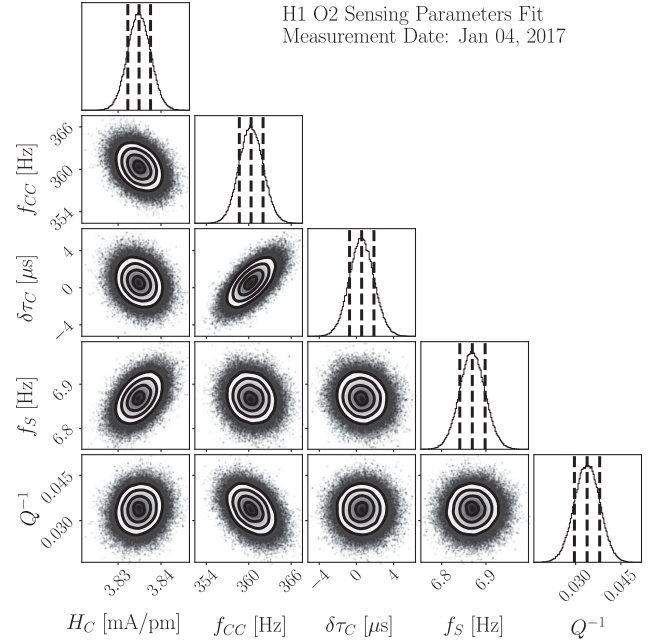 H1 O2 Sensing Parameters Fit
Measurement Date: Jan 04, 2017
f_CC [Hz]
366
360
354
δτ_C [μs]
4
0
−4
f_S [Hz]
6.9
6.8
Q⁻¹
0.045
0.030
3.83 3.84
354 360 366
−4 0 4
6.8 6.9
0.030 0.045
H_C [mA/pm] f_CC [Hz] δτ_C [μs] f_S [Hz] Q⁻¹